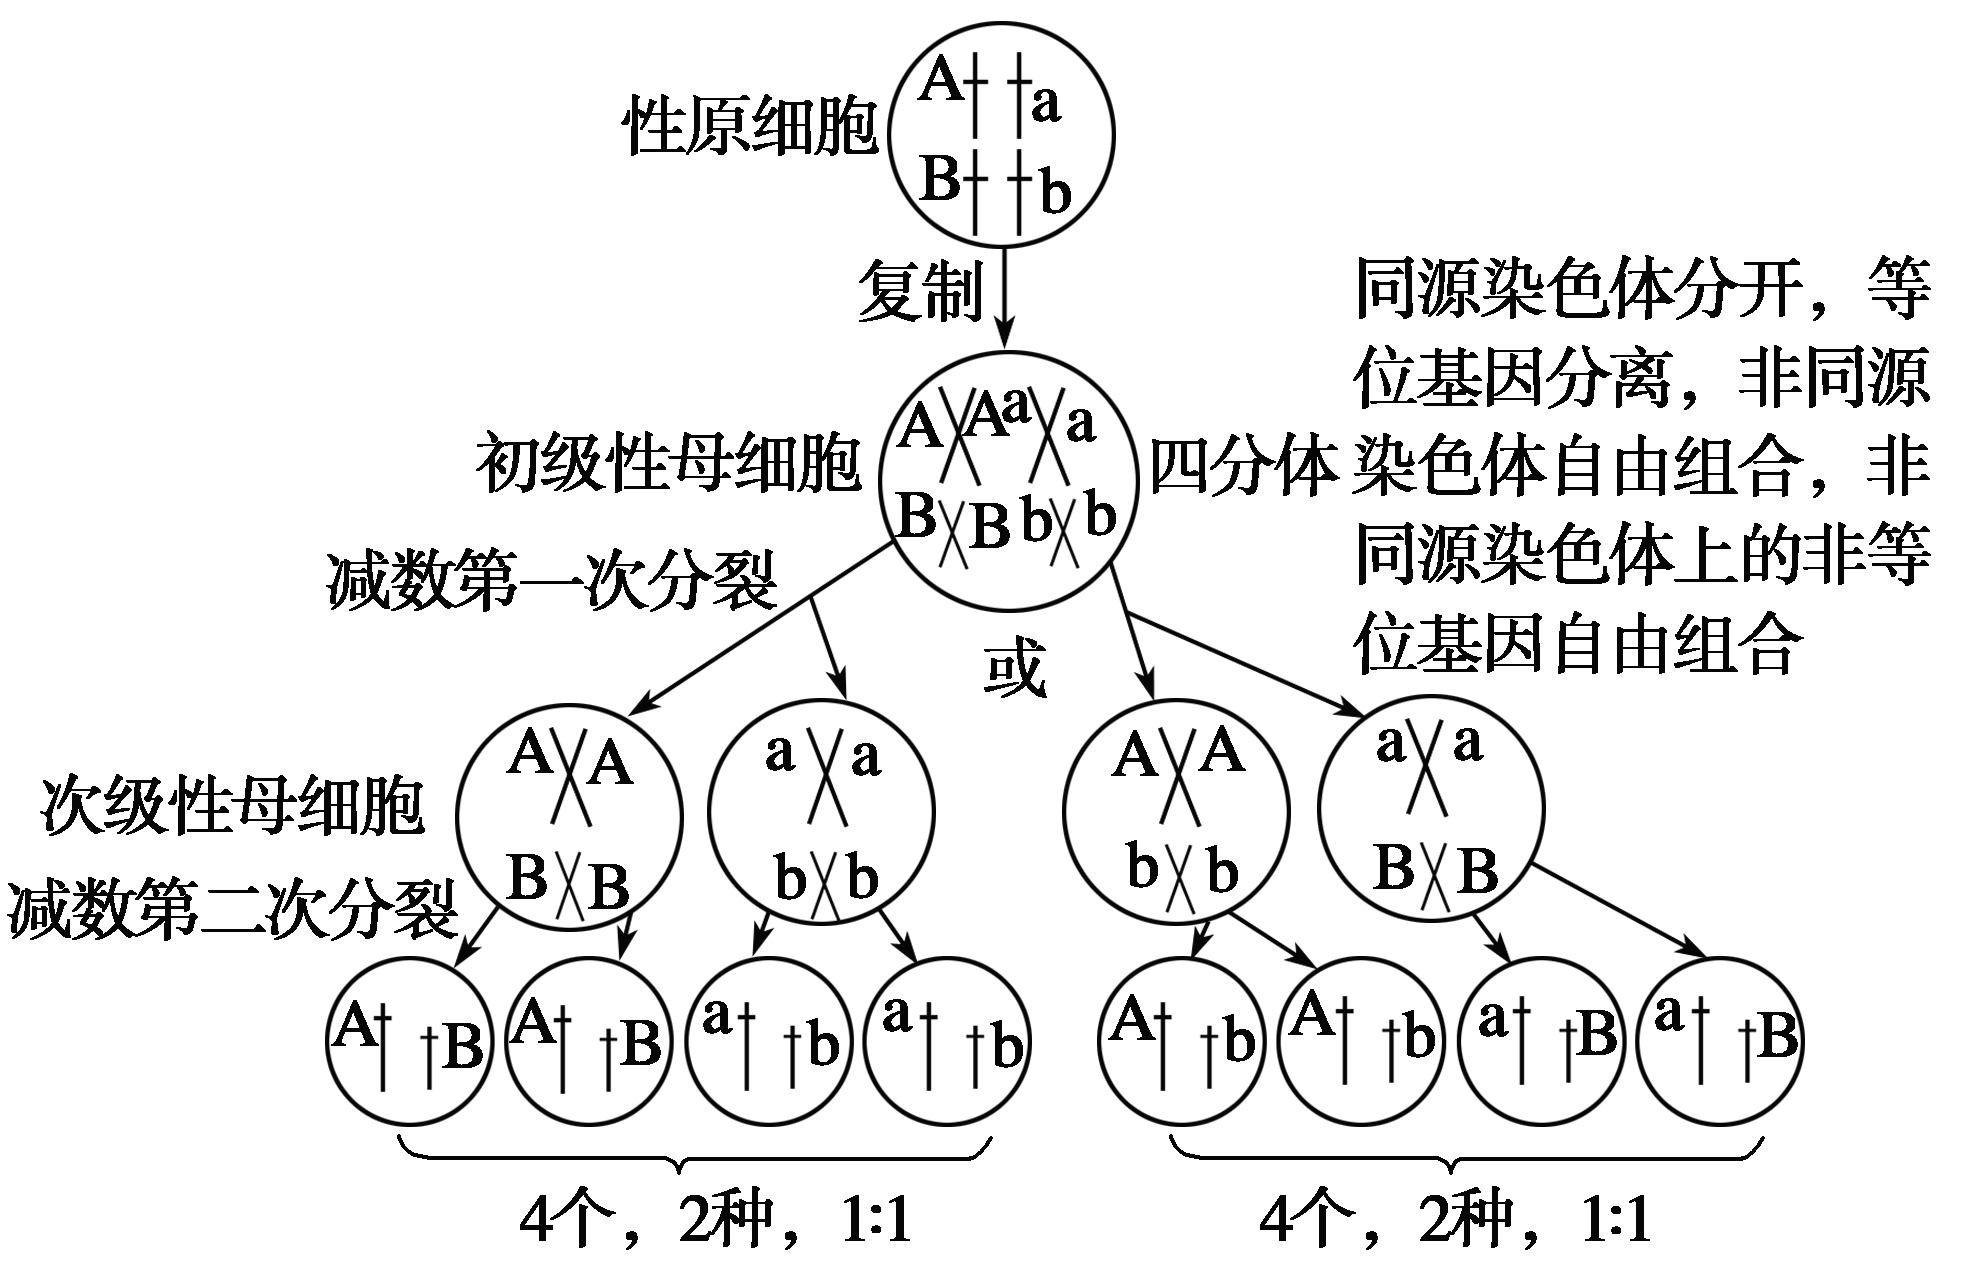 A a
性原细胞
B b
复制
同源染色体分开，等
位基因分离，非同源
染色体自由组合，非
同源染色体上的非等
位基因自由组合
A A a a
初级性母细胞
四分体
B B b b
减数第一次分裂
或
A A a a A A a a
次级性母细胞
B B b b b b B B
减数第二次分裂
A B A B a b a b A b A b a B a B
4个，2种，1∶1
4个，2种，1∶1